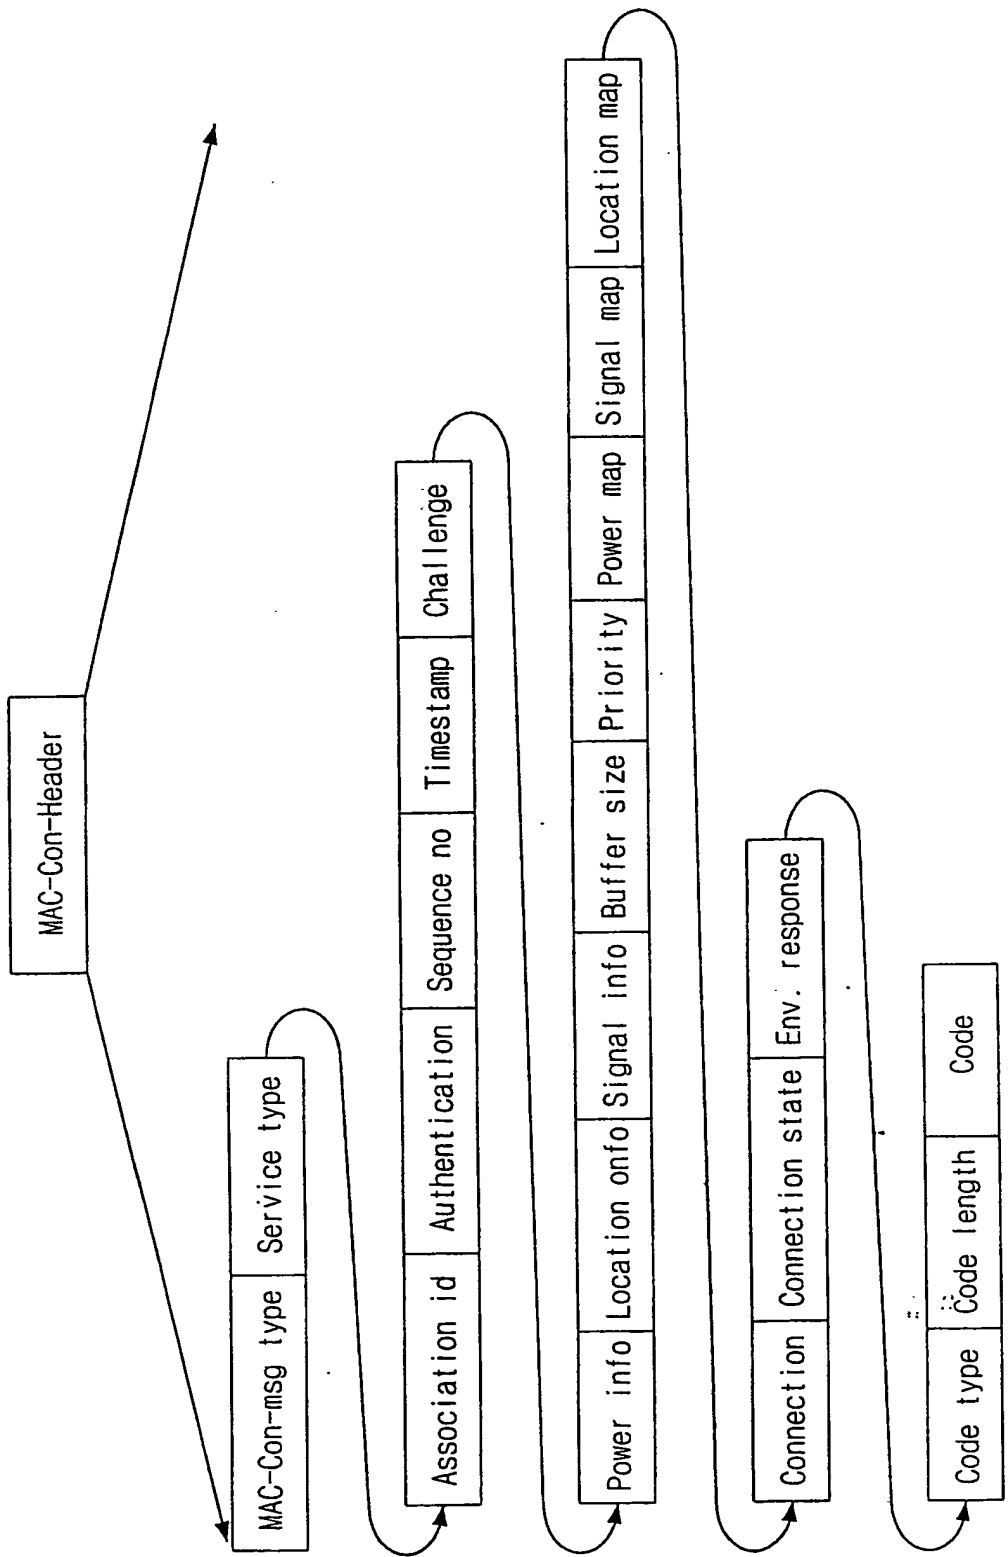 MAC-Con-Header
MAC-Con-msg type Service type
Association id Authentication Sequence no Timestamp Challenge
Power info Location onfo Signal info Buffer size Priority Power map Signal map Location map
Connection Connection state Env. response
Code type Code length Code